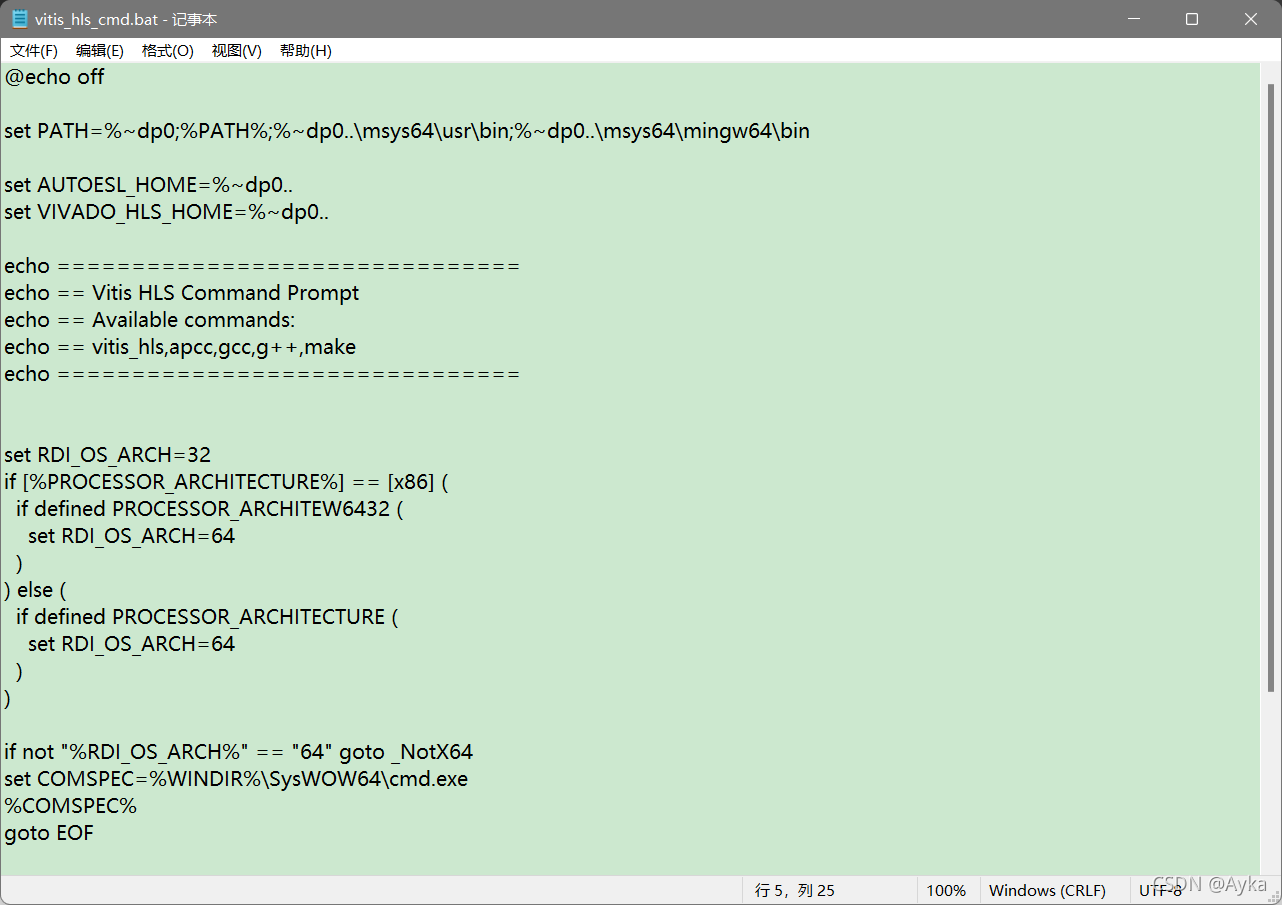 vitis_hls_cmd.bat - 记事本
文件(F) 编辑(E) 格式(O) 视图(V) 帮助(H)
@echo off
set PATH=%~dp0;%PATH%;%~dp0..\msys64\usr\bin;%~dp0..\msys64\mingw64\bin
set AUTOESL_HOME=%~dp0..
set VIVADO_HLS_HOME=%~dp0..
echo ===============================
echo == Vitis HLS Command Prompt
echo == Available commands:
echo == vitis_hls,apcc,gcc,g++,make
echo ===============================
set RDI_OS_ARCH=32
if [%PROCESSOR_ARCHITECTURE%] == [x86] (
if defined PROCESSOR_ARCHITEW6432 (
set RDI_OS_ARCH=64
)
) else (
if defined PROCESSOR_ARCHITECTURE (
set RDI_OS_ARCH=64
)
)
if not "%RDI_OS_ARCH%" == "64" goto _NotX64
set COMSPEC=%WINDIR%\SysWOW64\cmd.exe
%COMSPEC%
goto EOF
行 5，列 25 100% Windows (CRLF) UTF-8
CSDN @Ayka